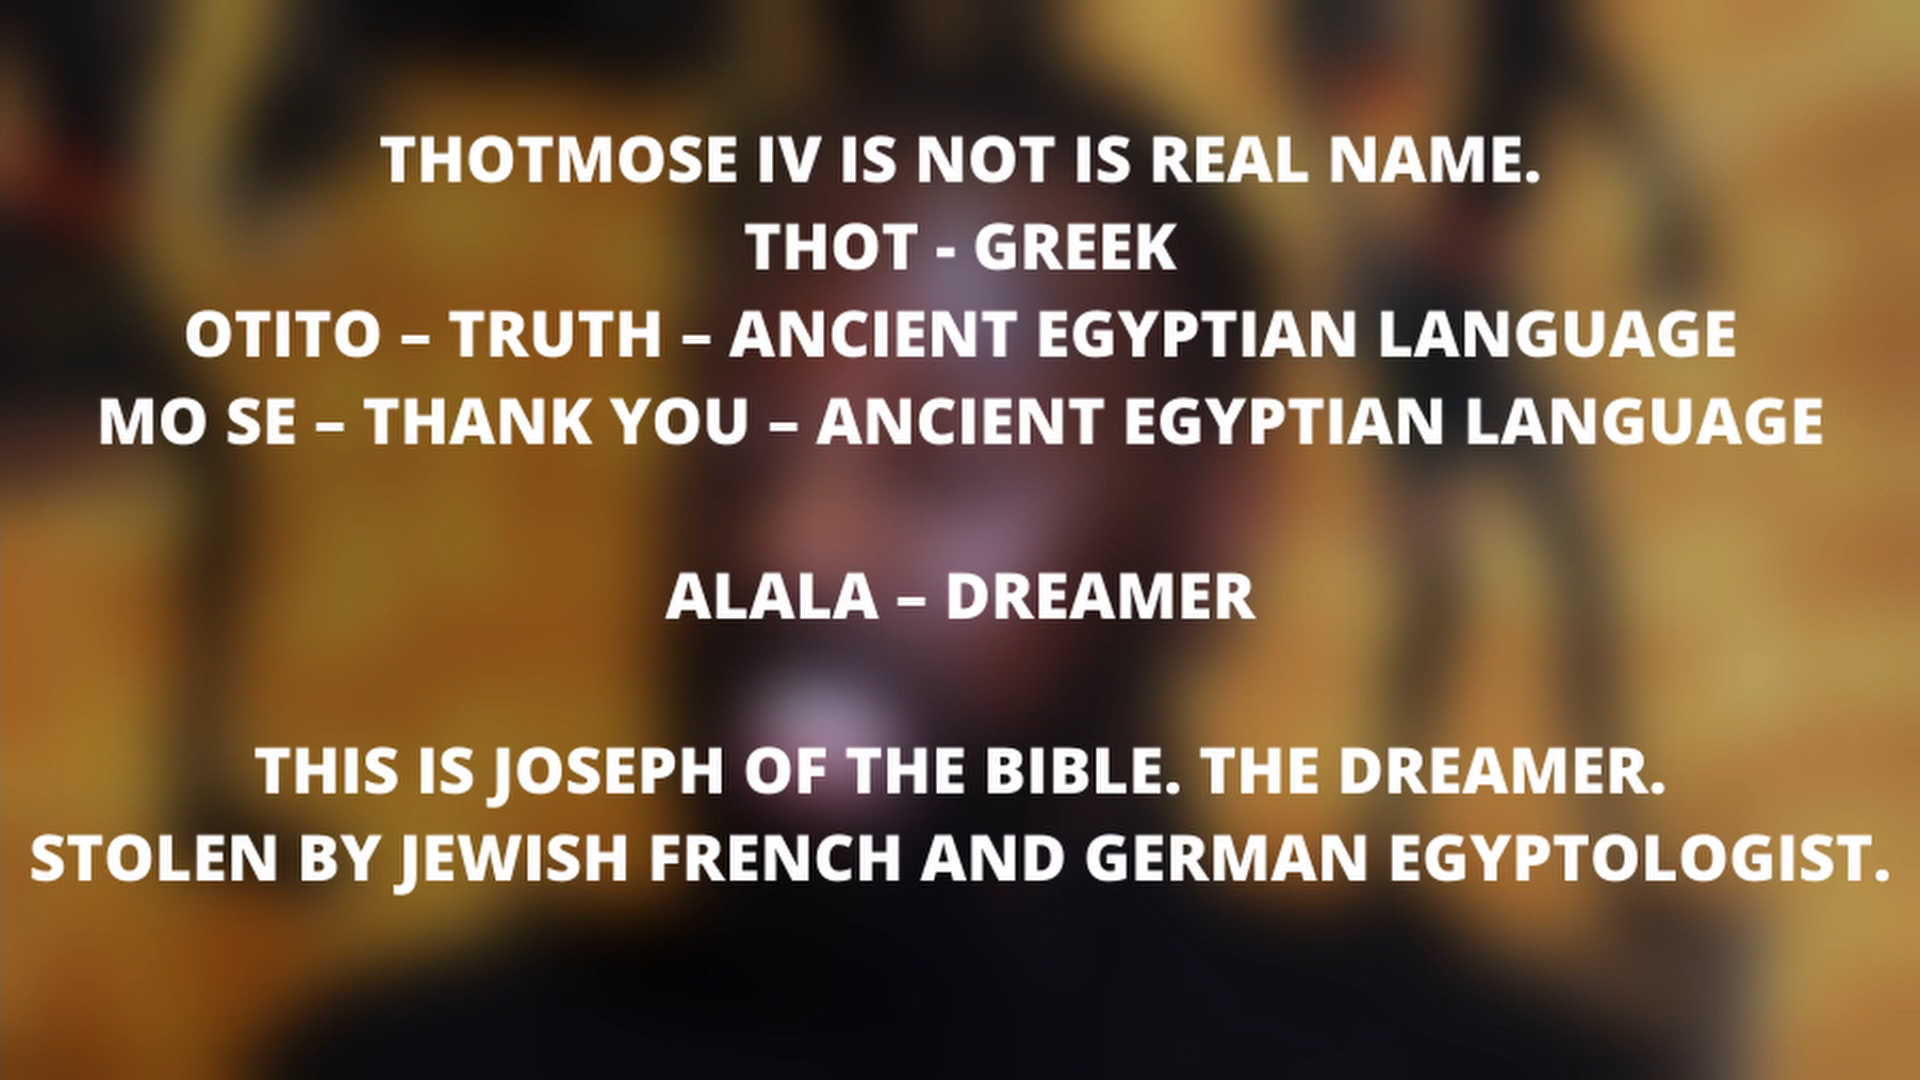 THOTMOSE IV IS NOT IS REAL NAME.
THOT - GREEK
OTITO – TRUTH – ANCIENT EGYPTIAN LANGUAGE
MO SE – THANK YOU – ANCIENT EGYPTIAN LANGUAGE
ALALA – DREAMER
THIS IS JOSEPH OF THE BIBLE. THE DREAMER.
STOLEN BY JEWISH FRENCH AND GERMAN EGYPTOLOGIST.